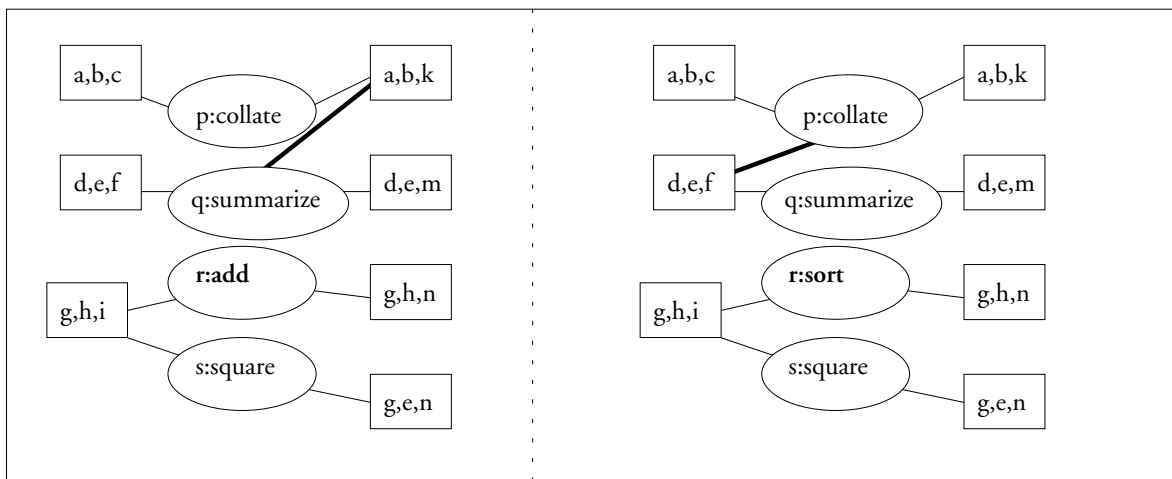 a,b,c
p:collate
a,b,k
d,e,f
q:summarize
d,e,m
r:add
g,h,i
g,h,n
s:square
g,e,n
a,b,c
p:collate
a,b,k
d,e,f
q:summarize
d,e,m
r:sort
g,h,i
g,h,n
s:square
g,e,n